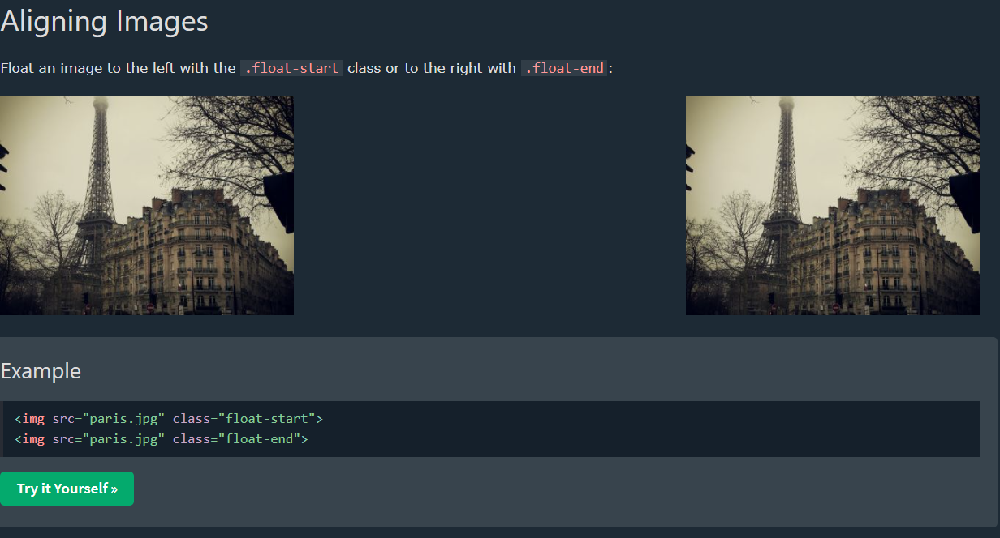 Aligning Images
Float an image to the left with the .float-start class or to the right with .float-end:
Example
<img src="paris.jpg" class="float-start">
<img src="paris.jpg" class="float-end">
Try it Yourself »